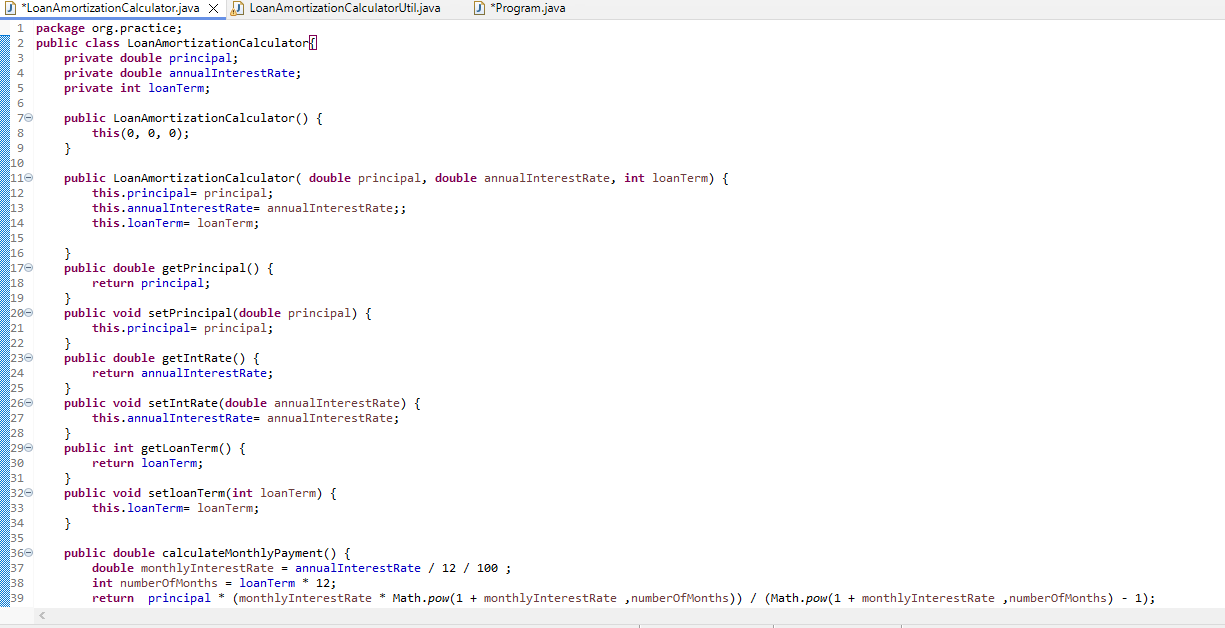 *LoanAmortizationCalculator.java LoanAmortizationCalculatorUtil.java *Program.java
1 package org.practice;
2 public class LoanAmortizationCalculator{
3     private double principal;
4     private double annualInterestRate;
5     private int loanTerm;
6
7     public LoanAmortizationCalculator() {
8         this(0, 0, 0);
9     }
10
11     public LoanAmortizationCalculator( double principal, double annualInterestRate, int loanTerm) {
12         this.principal= principal;
13         this.annualInterestRate= annualInterestRate;;
14         this.loanTerm= loanTerm;
15
16     }
17     public double getPrincipal() {
18         return principal;
19     }
20     public void setPrincipal(double principal) {
21         this.principal= principal;
22     }
23     public double getIntRate() {
24         return annualInterestRate;
25     }
26     public void setIntRate(double annualInterestRate) {
27         this.annualInterestRate= annualInterestRate;
28     }
29     public int getLoanTerm() {
30         return loanTerm;
31     }
32     public void setloanTerm(int loanTerm) {
33         this.loanTerm= loanTerm;
34     }
35
36     public double calculateMonthlyPayment() {
37         double monthlyInterestRate = annualInterestRate / 12 / 100 ;
38         int numberOfMonths = loanTerm * 12;
39         return  principal * (monthlyInterestRate * Math.pow(1 + monthlyInterestRate ,numberOfMonths)) / (Math.pow(1 + monthlyInterestRate ,numberOfMonths) - 1);